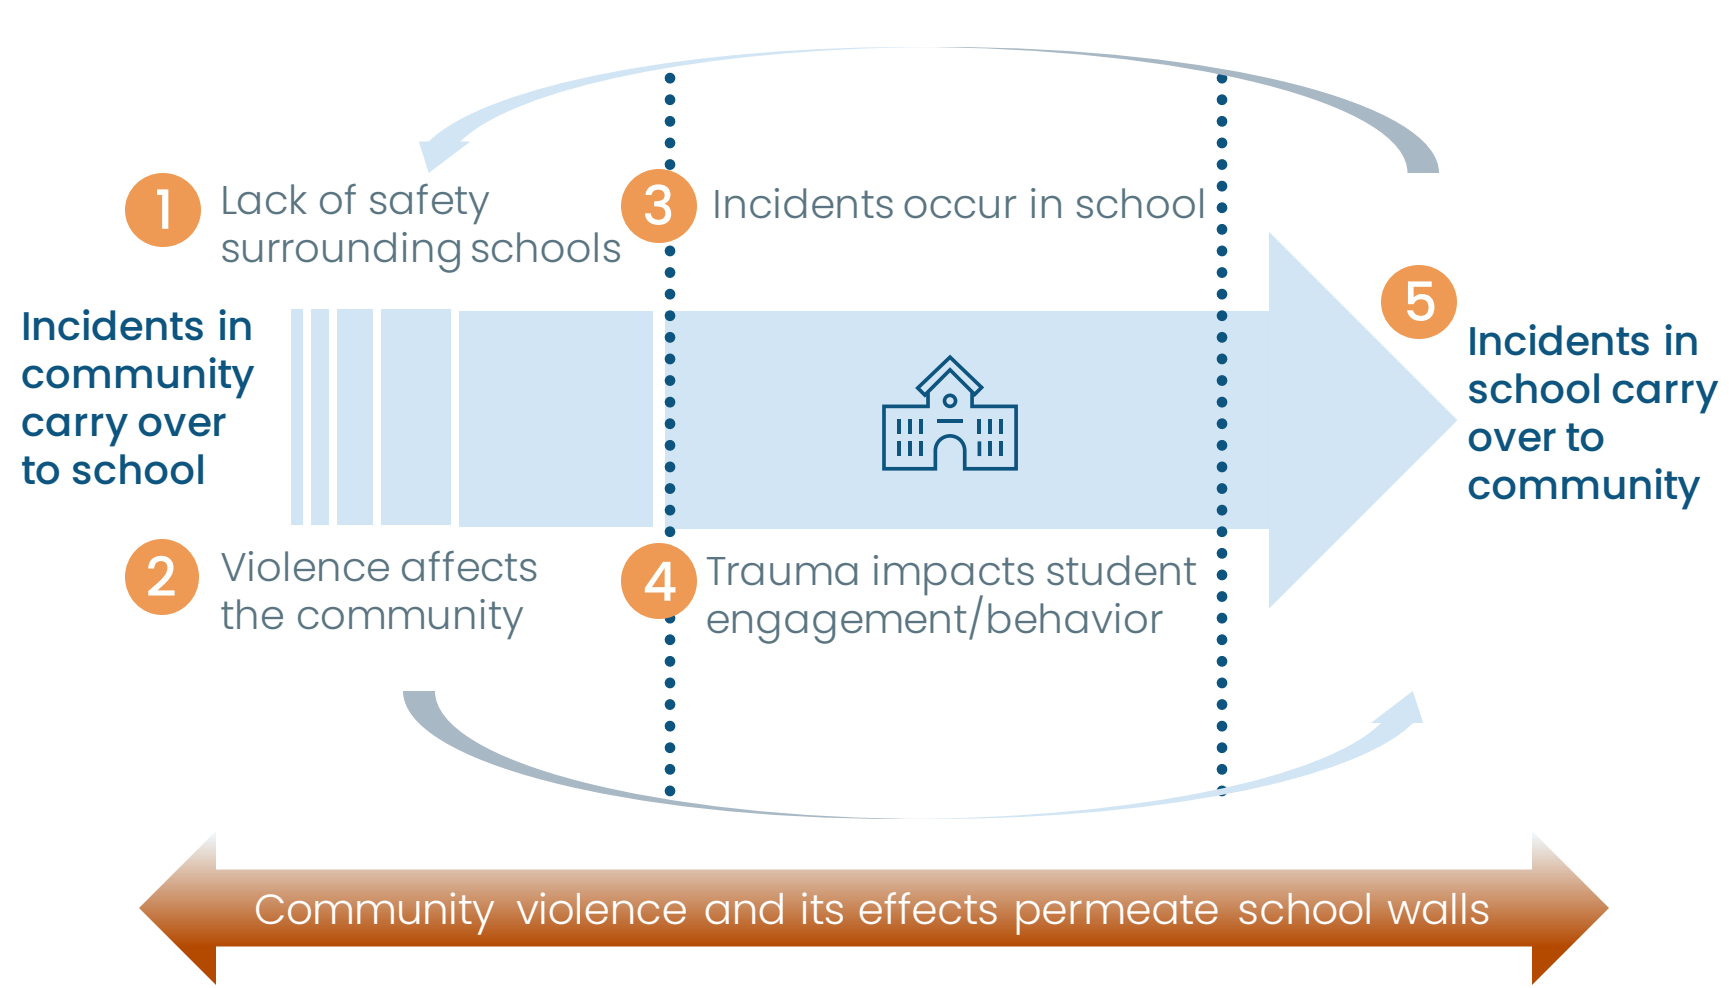 1
Lack of safety
surrounding schools
3
Incidents occur in school
Incidents in
community
carry over
to school
5
Incidents in
school carry
over to
community
2
Violence affects
the community
4
Trauma impacts student
engagement/behavior
Community violence and its effects permeate school walls